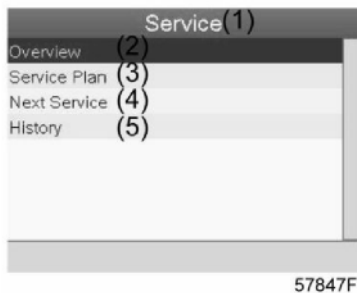 Service(1)
Overview (2)
Service Plan (3)
Next Service (4)
History (5)
57847F